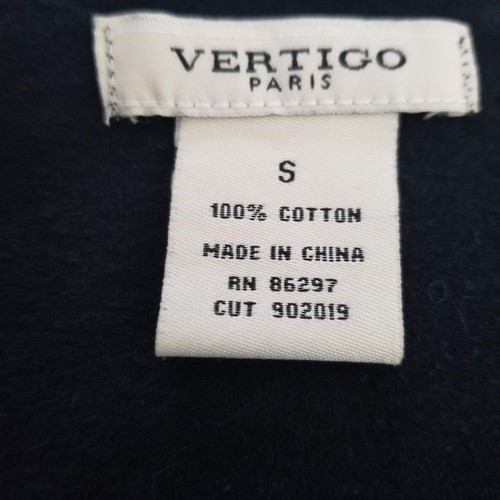 VERTIGO
PARIS
S
100% COTTON
MADE IN CHINA
RN 86297
CUT 902019